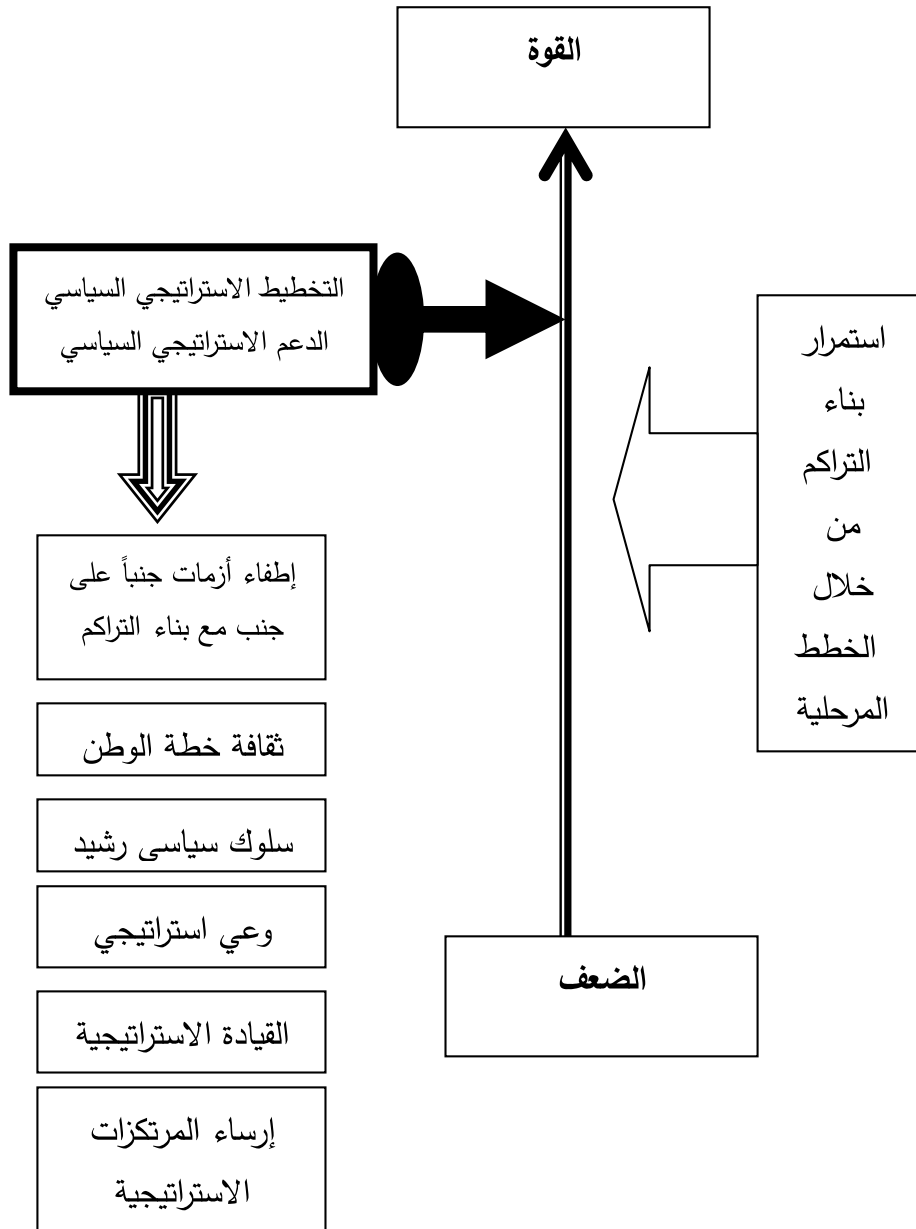 القوة
التخطيط الاستراتيجي السياسي
الدعم الاستراتيجي السياسي
استمرار
بناء
التراكم
من
خلال
الخطط
المرحلية
إطفاء أزمات جنباً على
جنب مع بناء التراكم
ثقافة خطة الوطن
سلوك سياسى رشيد
وعي استراتيجي
القيادة الاستراتيجية
إرساء المرتكزات
الاستراتيجية
الضعف